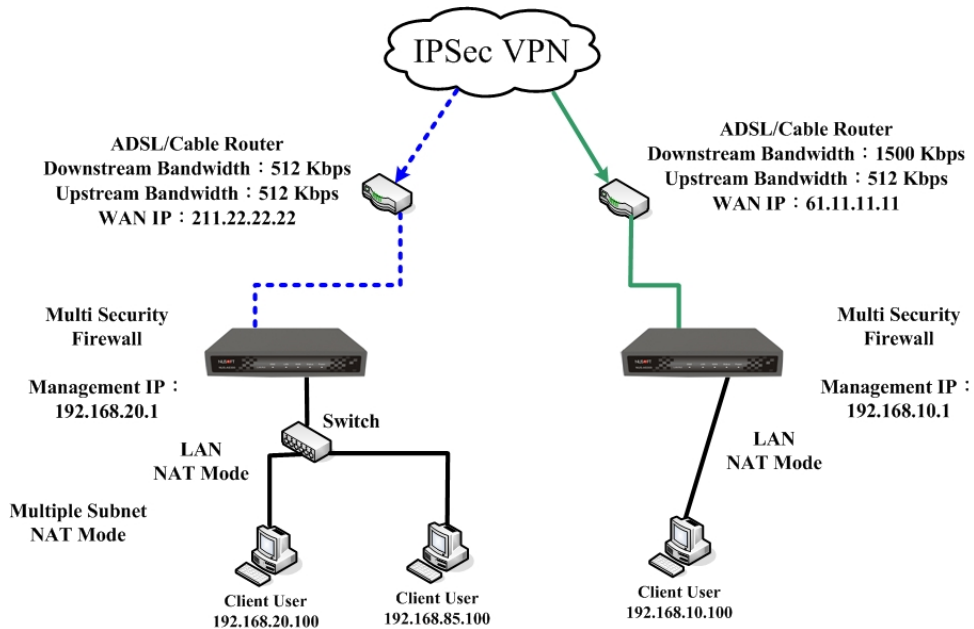 IPSec VPN
ADSL/Cable Router
Downstream Bandwidth：512 Kbps
Upstream Bandwidth：512 Kbps
WAN IP：211.22.22.22
ADSL/Cable Router
Downstream Bandwidth：1500 Kbps
Upstream Bandwidth：512 Kbps
WAN IP：61.11.11.11
Multi Security
Firewall
Management IP：
192.168.20.1
Multi Security
Firewall
Management IP：
192.168.10.1
Switch
LAN
NAT Mode
LAN
NAT Mode
Multiple Subnet
NAT Mode
Client User
192.168.20.100
Client User
192.168.85.100
Client User
192.168.10.100